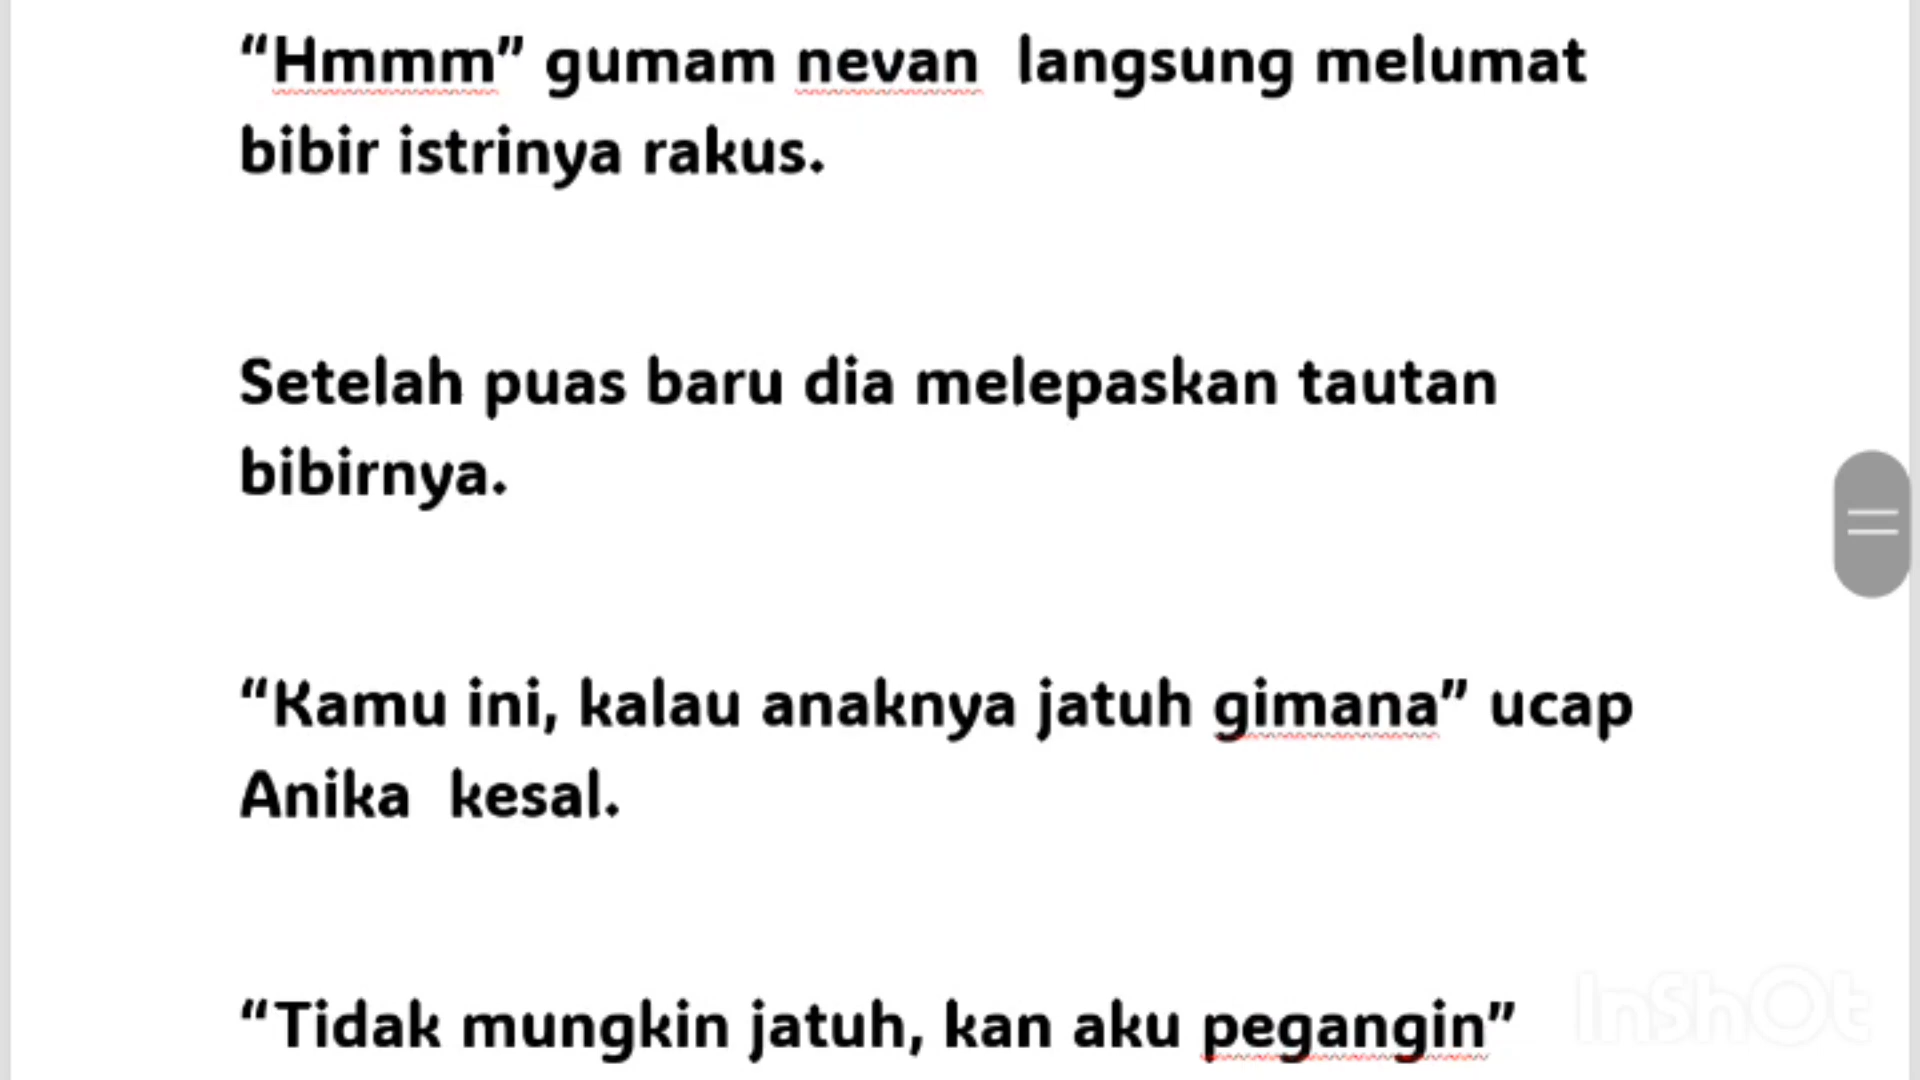 “Hmmm” gumam nevan  langsung melumat
bibir istrinya rakus.
Setelah puas baru dia melepaskan tautan
bibirnya.
“Kamu ini, kalau anaknya jatuh gimana” ucap
Anika  kesal.
“Tidak mungkin jatuh, kan aku pegangin”
InShOt